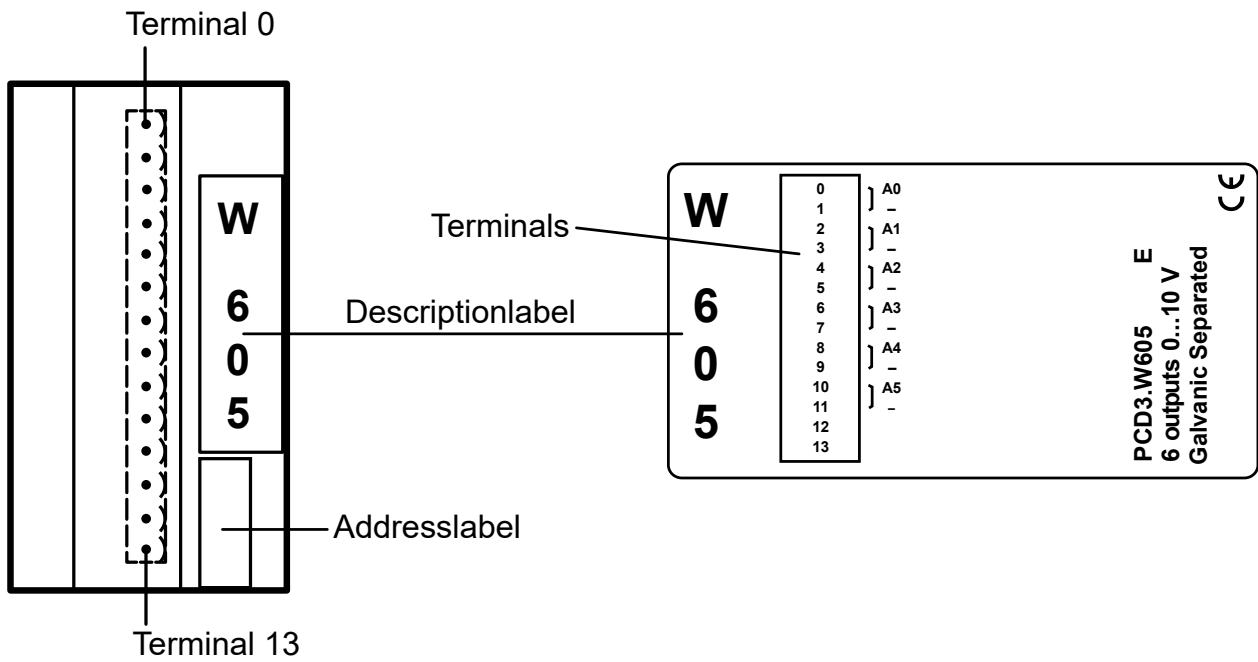 Terminal 0
W
6
0
5
Terminals
Descriptionlabel
Addresslabel
Terminal 13
W
6
0
5
0 A0
1 –
2 A1
3 –
4 A2
5 –
6 A3
7 –
8 A4
9 –
10 A5
11 –
12
13
PCD3.W605 E
6 outputs 0...10 V
Galvanic Separated
CE